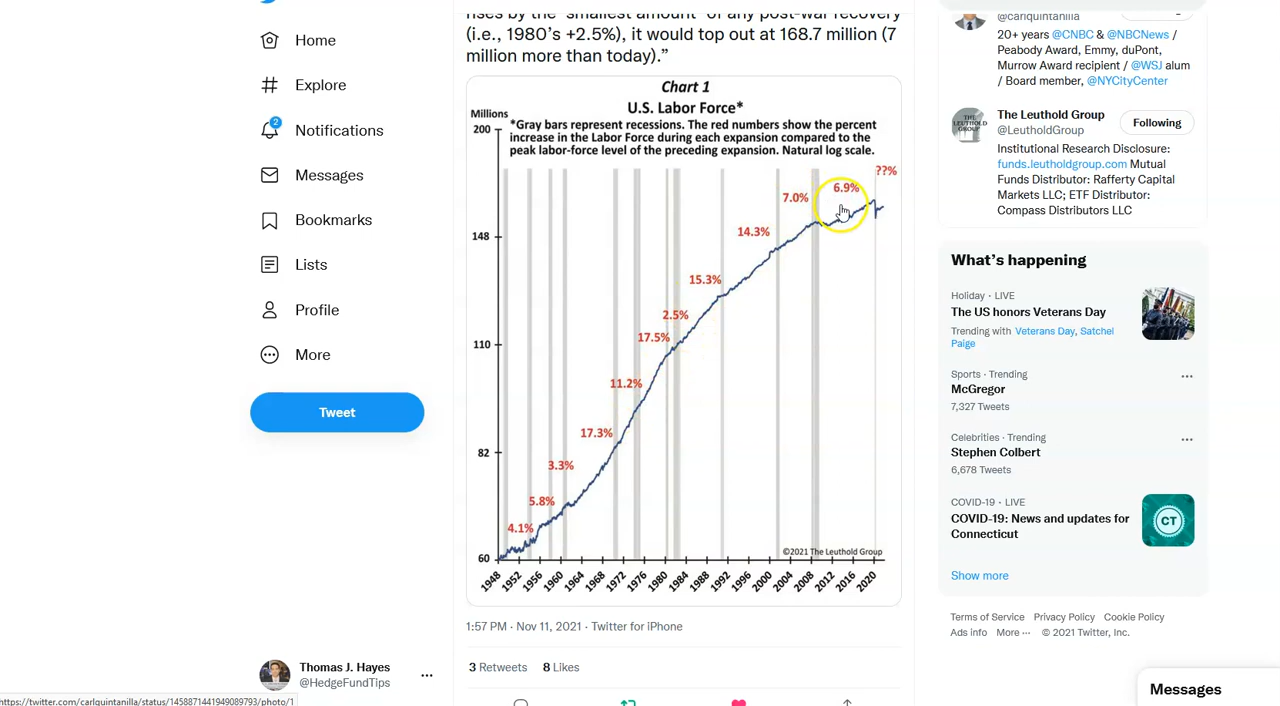 Home
Explore
2
Notifications
Messages
Bookmarks
Lists
Profile
More
Tweet
Thomas J. Hayes
@HedgeFundTips
https://twitter.com/carlquintanilla/status/1458871441949089793/photo/1
rises by the "smallest amount" of any post-war recovery
(i.e., 1980's +2.5%), it would top out at 168.7 million (7
million more than today)."
Chart 1
U.S. Labor Force*
Millions
*Gray bars represent recessions. The red numbers show the percent
increase in the Labor Force during each expansion compared to the
peak labor-force level of the preceding expansion. Natural log scale.
200
148
110
82
60
4.1%
5.8%
3.3%
17.3%
11.2%
17.5%
2.5%
15.3%
14.3%
7.0%
6.9%
??%
©2021 The Leuthold Group
1948
1952
1956
1960
1964
1968
1972
1976
1980
1984
1988
1992
1996
2000
2004
2008
2012
2016
2020
1:57 PM · Nov 11, 2021 · Twitter for iPhone
3 Retweets 8 Likes
@carlquintanilla
20+ years @CNBC & @NBCNews /
Peabody Award, Emmy, duPont,
Murrow Award recipient / @WSJ alum
/ Board member, @NYCityCenter
THE
LEUTHOLD
GROUP
The Leuthold Group
@LeutholdGroup
Following
Institutional Research Disclosure:
funds.leutholdgroup.com Mutual
Funds Distributor: Rafferty Capital
Markets LLC; ETF Distributor:
Compass Distributors LLC
What's happening
Holiday · LIVE
The US honors Veterans Day
Trending with Veterans Day, Satchel
Paige
Sports · Trending
McGregor
7,327 Tweets
Celebrities · Trending
Stephen Colbert
6,678 Tweets
COVID-19 · LIVE
COVID-19: News and updates for
Connecticut
CT
Show more
Terms of Service Privacy Policy Cookie Policy
Ads info More ··· © 2021 Twitter, Inc.
Messages